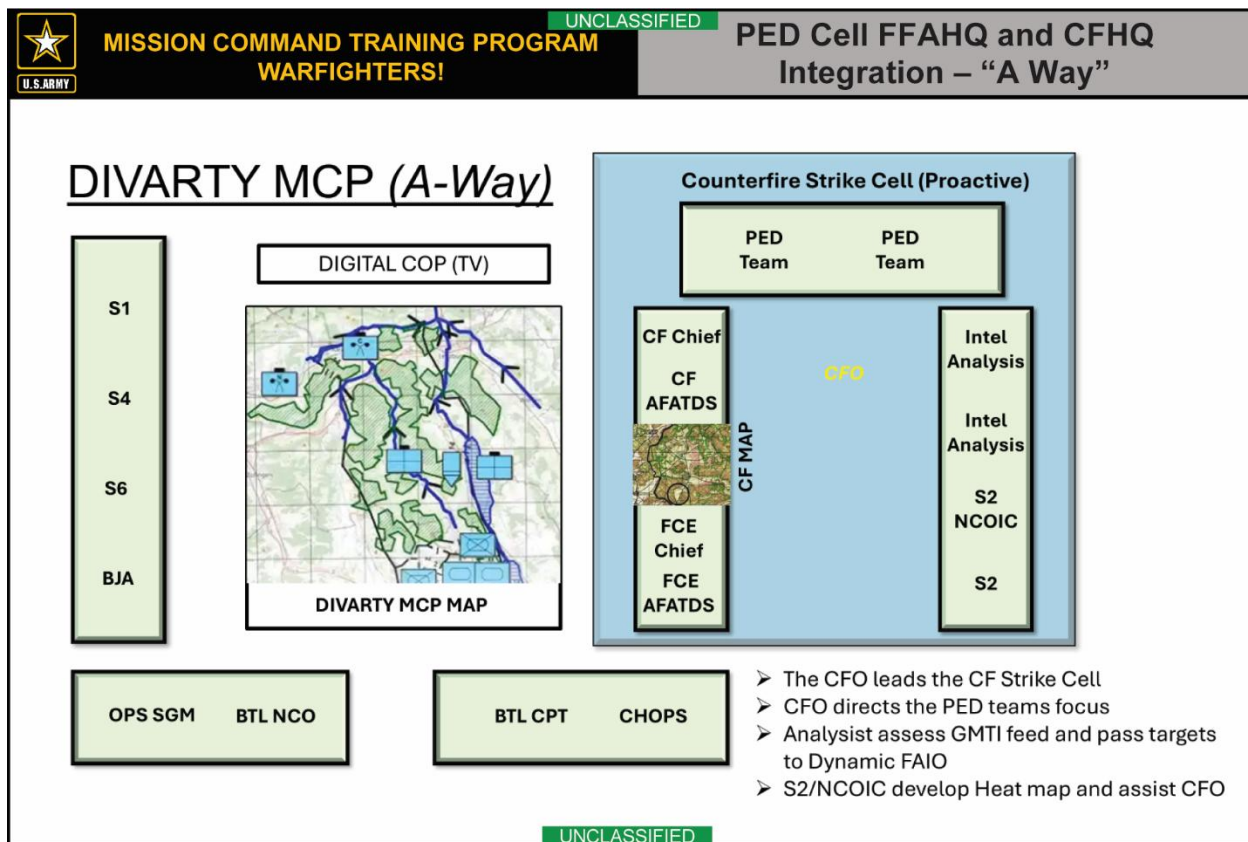 UNCLASSIFIED
U.S.ARMY
MISSION COMMAND TRAINING PROGRAM
WARFIGHTERS!
PED Cell FFAHQ and CFHQ
Integration – “A Way”
DIVARTY MCP (A-Way)
S1
S4
S6
BJA
DIGITAL COP (TV)
DIVARTY MCP MAP
Counterfire Strike Cell (Proactive)
PED
Team
PED
Team
CF Chief
CF
AFATDS
CF MAP
FCE
Chief
FCE
AFATDS
CFO
Intel
Analysis
Intel
Analysis
S2
NCOIC
S2
OPS SGM BTL NCO
BTL CPT CHOPS
➢ The CFO leads the CF Strike Cell
➢ CFO directs the PED teams focus
➢ Analysist assess GMTI feed and pass targets
to Dynamic FAIO
➢ S2/NCOIC develop Heat map and assist CFO
UNCLASSIFIED